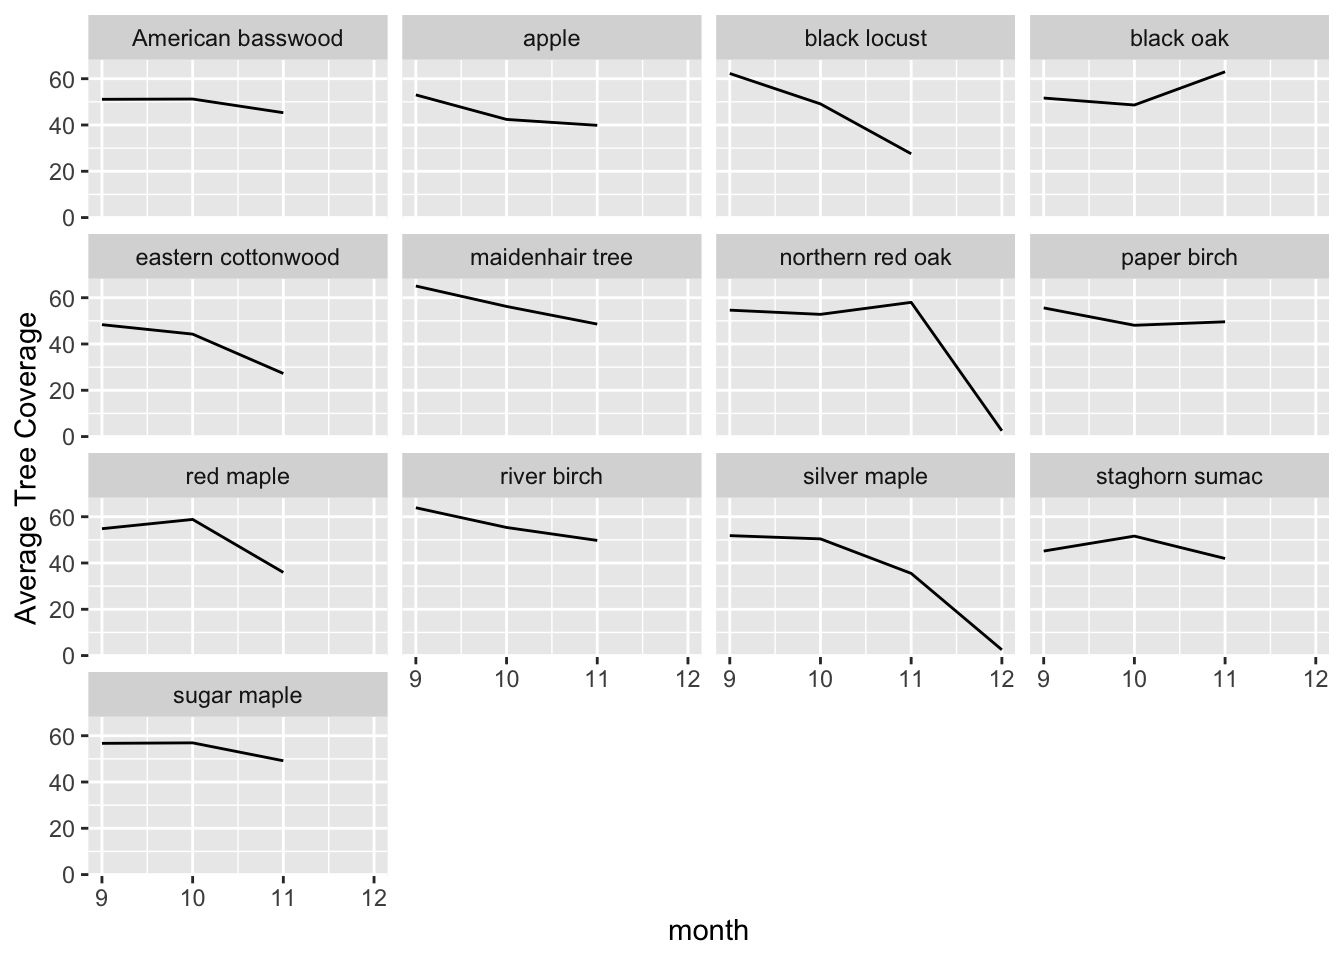 American basswood
apple
black locust
black oak
60
40
20
0
eastern cottonwood
maidenhair tree
northern red oak
paper birch
60
40
20
0
red maple
river birch
silver maple
staghorn sumac
60
40
20
0
9 10 11 12
9 10 11 12
9 10 11 12
sugar maple
60
40
20
0
9 10 11 12
Average Tree Coverage
month